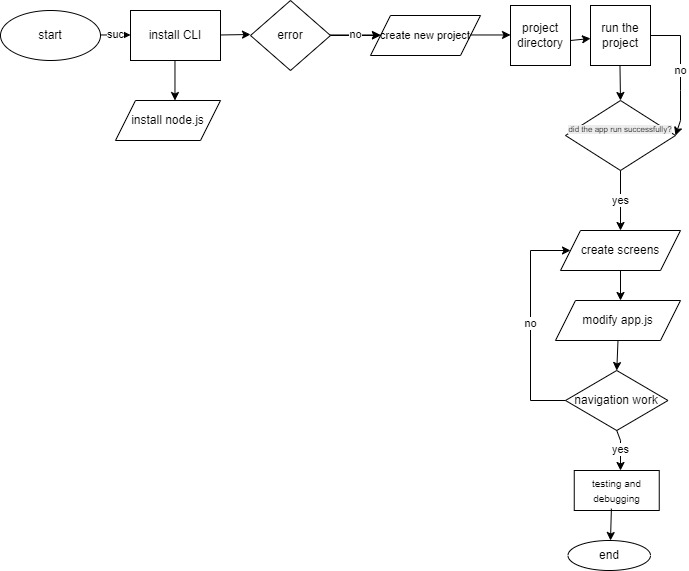 start
suc
install CLI
error
no
create new project
project
directory
run the
project
no
install node.js
did the app run successfully?
yes
create screens
no
modify app.js
navigation work
yes
testing and
debugging
end